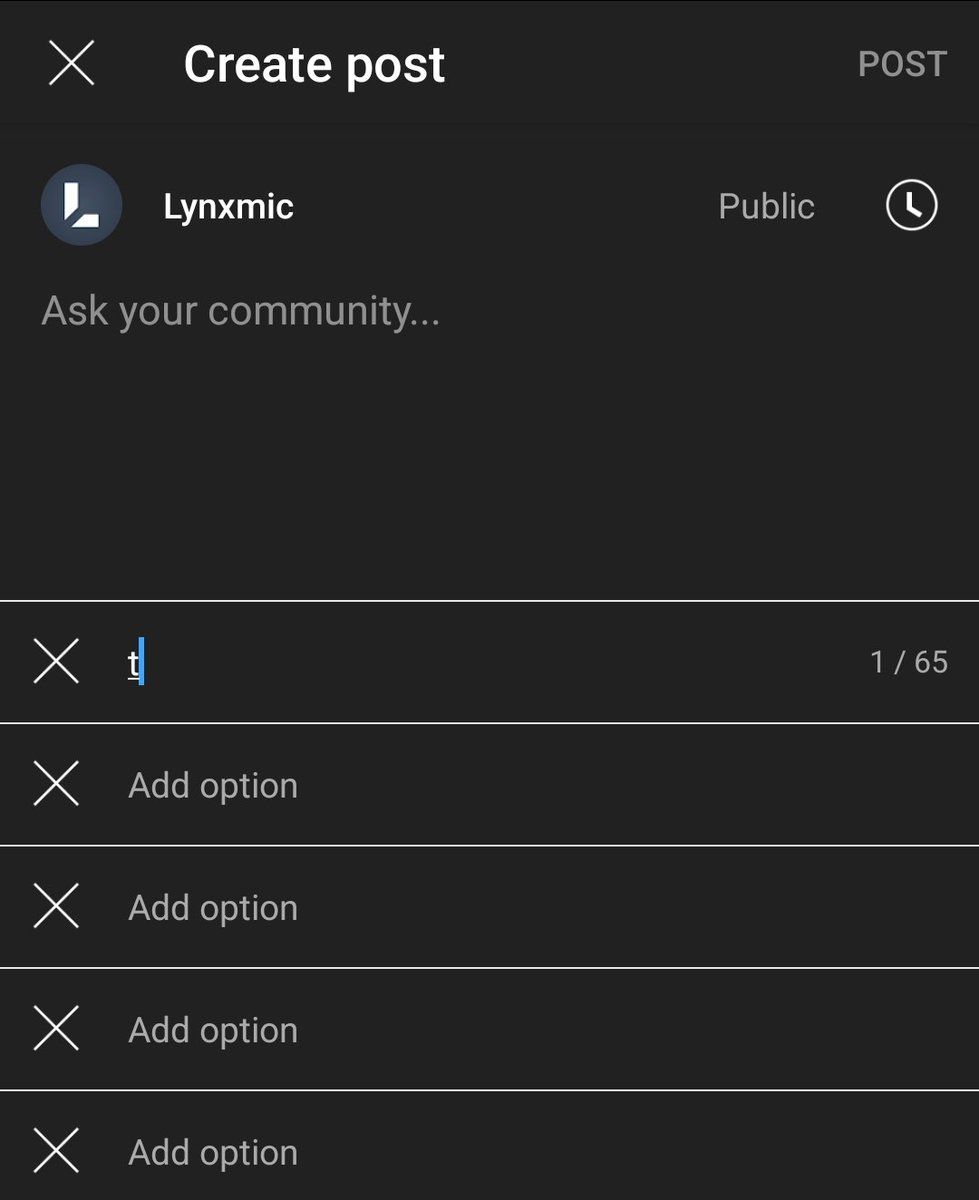 Create post POST
Lynxmic Public
Ask your community...
t 1 / 65
Add option
Add option
Add option
Add option